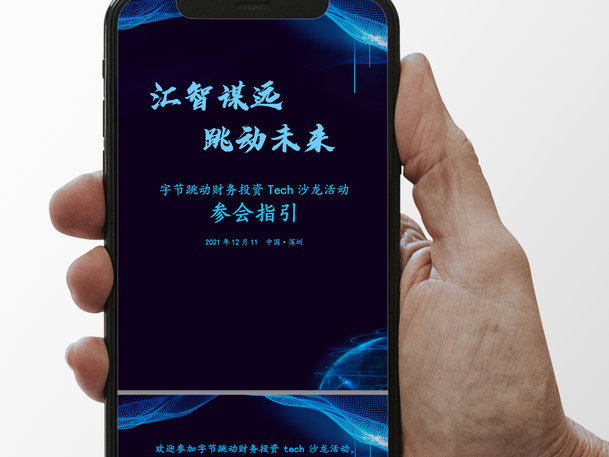 汇智谋远
跳动未来
字节跳动财务投资 Tech 沙龙活动
参会指引
2021 年 12 月 11 中国·深圳
欢迎参加字节跳动财务投资 tech 沙龙活动,